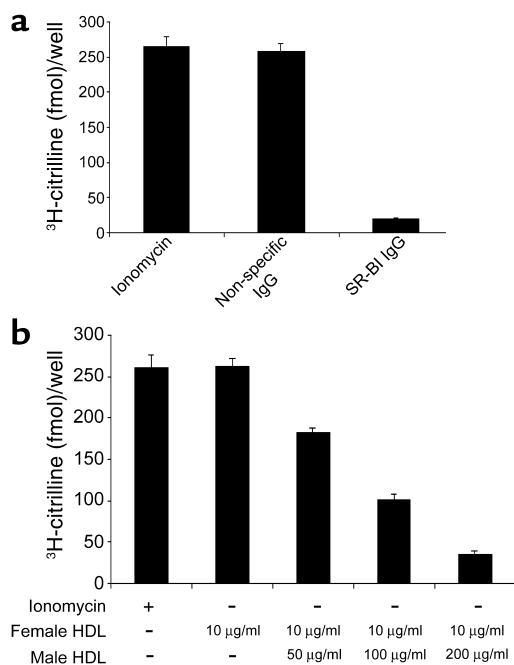 a
³H-citrilline (fmol)/well
300
250
200
150
100
50
0
Ionomycin
Non-specific
IgG
SR-BI IgG
b
³H-citrilline (fmol)/well
300
250
200
150
100
50
0
Ionomycin + – – – –
Female HDL – 10 µg/ml 10 µg/ml 10 µg/ml 10 µg/ml
Male HDL – – 50 µg/ml 100 µg/ml 200 µg/ml